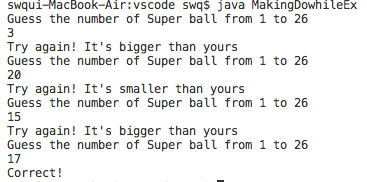 swqui-MacBook-Air:vscode swq$ java MakingDowhileEx
Guess the number of Super ball from 1 to 26
3
Try again! It's bigger than yours
Guess the number of Super ball from 1 to 26
20
Try again! It's smaller than yours
Guess the number of Super ball from 1 to 26
15
Try again! It's bigger than yours
Guess the number of Super ball from 1 to 26
17
Correct!